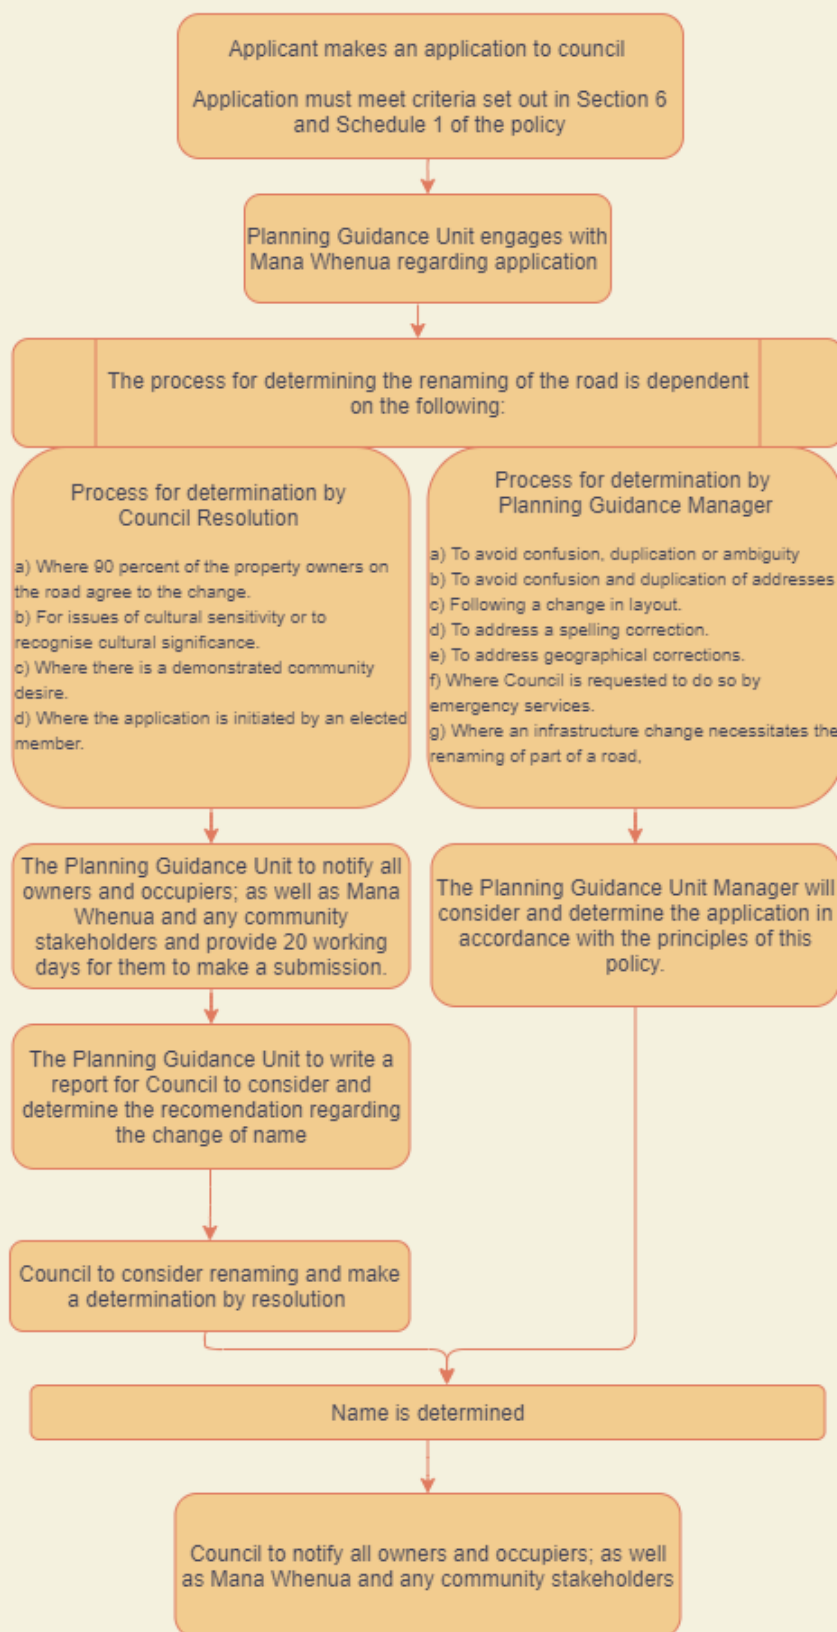 Applicant makes an application to council
Application must meet criteria set out in Section 6
and Schedule 1 of the policy
Planning Guidance Unit engages with
Mana Whenua regarding application
The process for determining the renaming of the road is dependent
on the following:
Process for determination by
Council Resolution
a) Where 90 percent of the property owners on
the road agree to the change.
b) For issues of cultural sensitivity or to
recognise cultural significance.
c) Where there is a demonstrated community
desire.
d) Where the application is initiated by an elected
member.
Process for determination by
Planning Guidance Manager
a) To avoid confusion, duplication or ambiguity
b) To avoid confusion and duplication of addresses
c) Following a change in layout.
d) To address a spelling correction.
e) To address geographical corrections.
f) Where Council is requested to do so by
emergency services.
g) Where an infrastructure change necessitates the
renaming of part of a road,
The Planning Guidance Unit to notify all
owners and occupiers; as well as Mana
Whenua and any community
stakeholders and provide 20 working
days for them to make a submission.
The Planning Guidance Unit Manager will
consider and determine the application in
accordance with the principles of this
policy.
The Planning Guidance Unit to write a
report for Council to consider and
determine the recomendation regarding
the change of name
Council to consider renaming and make
a determination by resolution
Name is determined
Council to notify all owners and occupiers; as well
as Mana Whenua and any community stakeholders